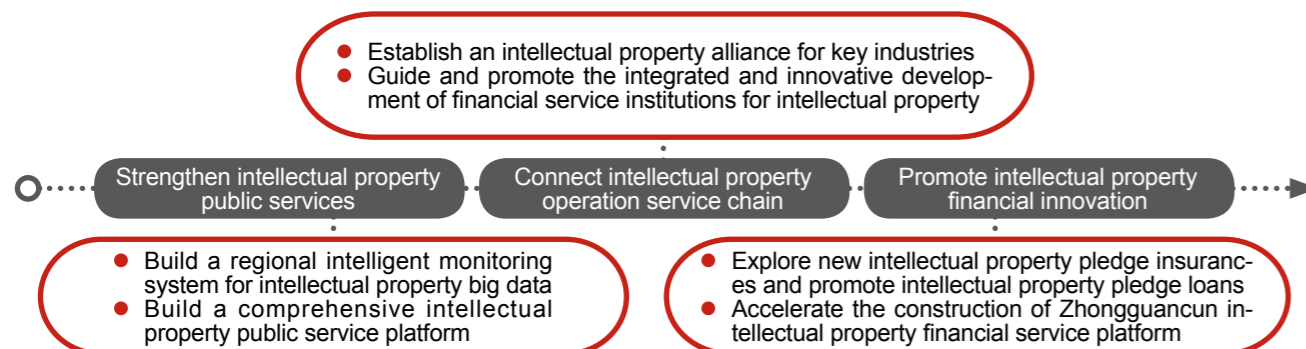 ● Establish an intellectual property alliance for key industries
● Guide and promote the integrated and innovative develop-
ment of financial service institutions for intellectual property
Strengthen intellectual property
public services
Connect intellectual property
operation service chain
Promote intellectual property
financial innovation
● Build a regional intelligent monitoring
system for intellectual property big data
● Build a comprehensive intellectual
property public service platform
● Explore new intellectual property pledge insuranc-
es and promote intellectual property pledge loans
● Accelerate the construction of Zhongguancun in-
tellectual property financial service platform